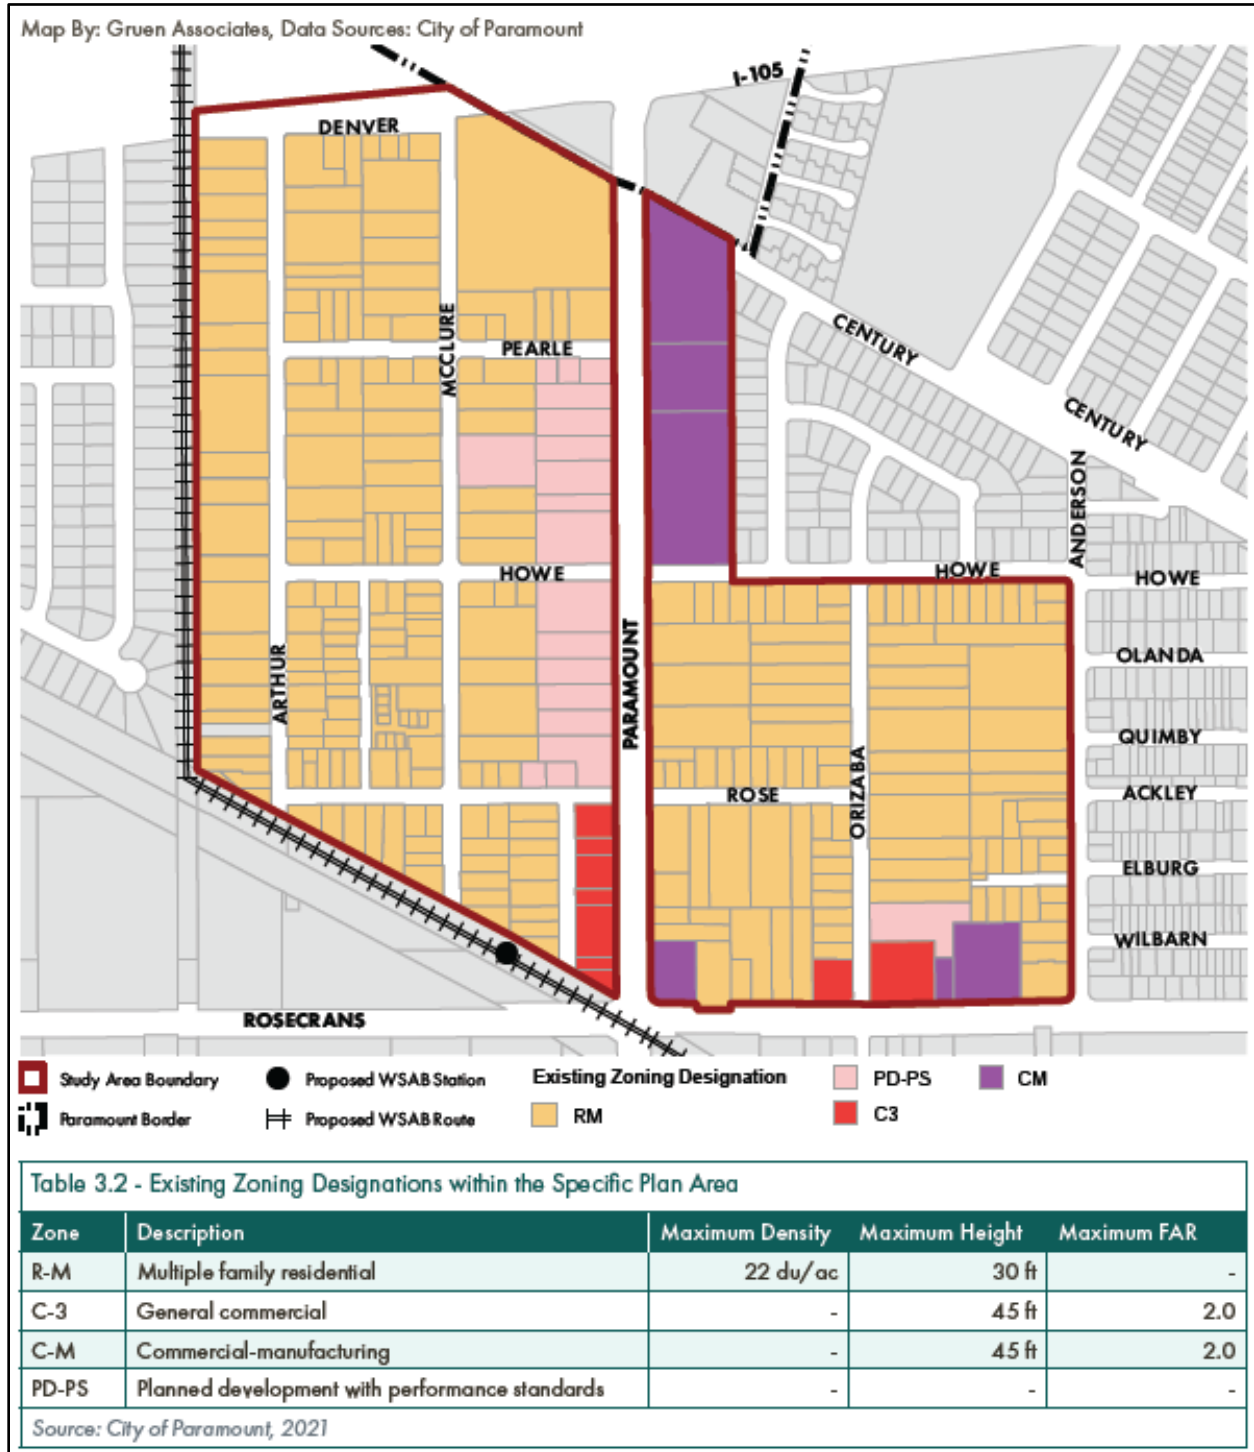 Map By: Gruen Associates, Data Sources: City of Paramount
I-105
DENVER
MCCLURE
PEARLE
CENTURY
CENTURY
ANDERSON
HOWE
HOWE
HOWE
ARTHUR
PARAMOUNT
OLANDA
QUIMBY
ORIZABA
ROSE
ACKLEY
ELBURG
WILBARN
ROSECRANS
Study Area Boundary
Proposed WSAB Station
Existing Zoning Designation
PD-PS
CM
Paramount Border
Proposed WSAB Route
RM
C3
Table 3.2 - Existing Zoning Designations within the Specific Plan Area
Zone Description Maximum Density Maximum Height Maximum FAR
R-M Multiple family residential 22 du/ac 30 ft -
C-3 General commercial - 45 ft 2.0
C-M Commercial-manufacturing - 45 ft 2.0
PD-PS Planned development with performance standards - - -
Source: City of Paramount, 2021